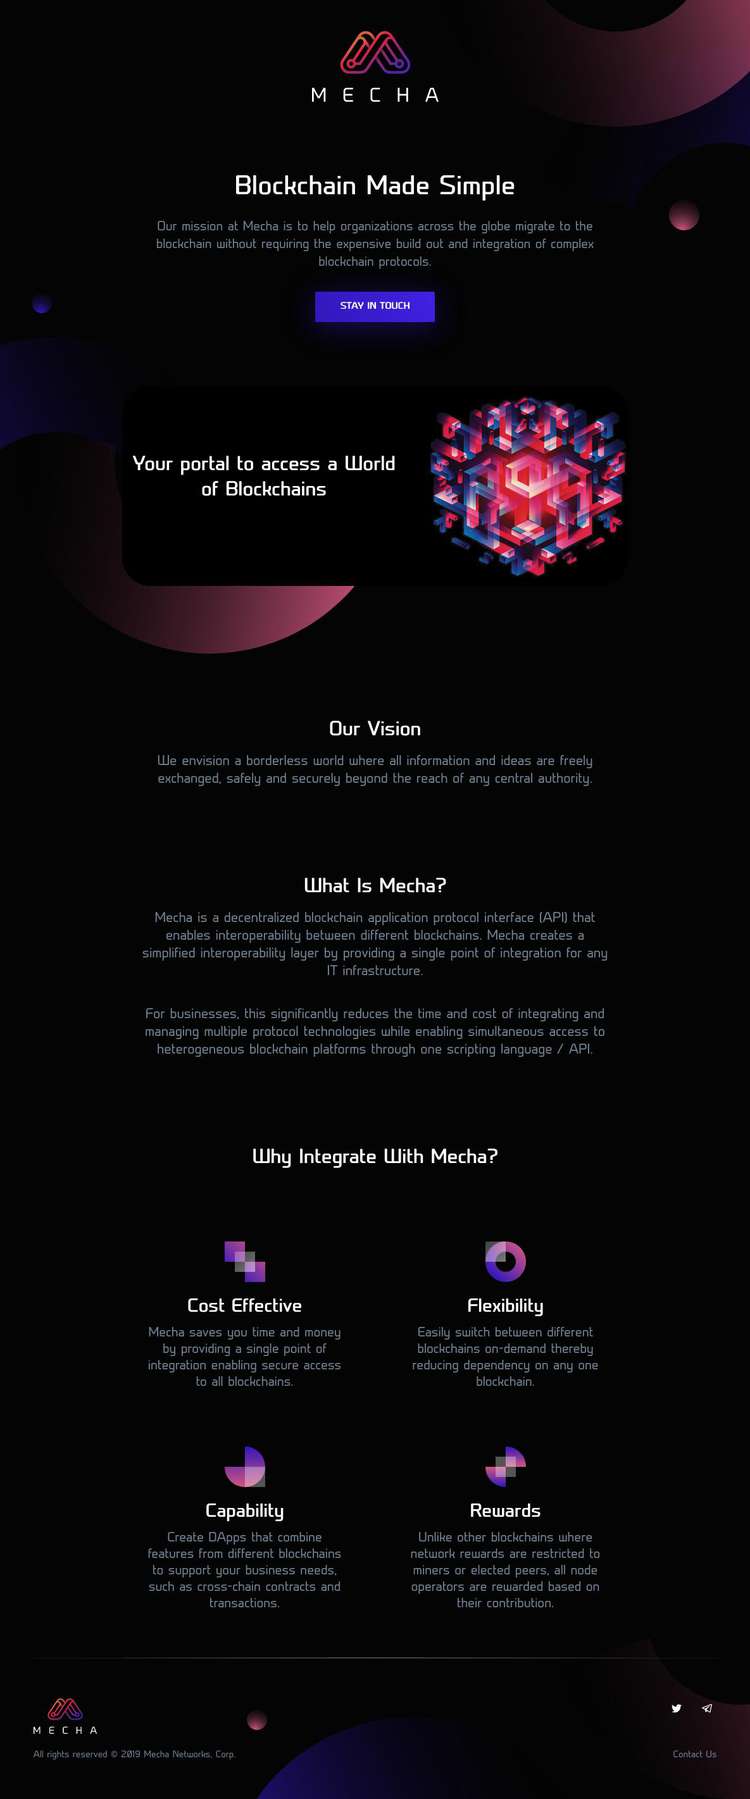 MECHA
Blockchain Made Simple
Our mission at Mecha is to help organizations across the globe migrate to the
blockchain without requiring the expensive build out and integration of complex
blockchain protocols.
STAY IN TOUCH
Your portal to access a World
of Blockchains
Our Vision
We envision a borderless world where all information and ideas are freely
exchanged, safely and securely beyond the reach of any central authority.
What Is Mecha?
Mecha is a decentralized blockchain application protocol interface (API) that
enables interoperability between different blockchains. Mecha creates a
simplified interoperability layer by providing a single point of integration for any
IT infrastructure.
For businesses, this significantly reduces the time and cost of integrating and
managing multiple protocol technologies while enabling simultaneous access to
heterogeneous blockchain platforms through one scripting language / API.
Why Integrate With Mecha?
Cost Effective
Mecha saves you time and money
by providing a single point of
integration enabling secure access
to all blockchains.
Flexibility
Easily switch between different
blockchains on-demand thereby
reducing dependency on any one
blockchain.
Capability
Create DApps that combine
features from different blockchains
to support your business needs,
such as cross-chain contracts and
transactions.
Rewards
Unlike other blockchains where
network rewards are restricted to
miners or elected peers, all node
operators are rewarded based on
their contribution.
MECHA
All rights reserved © 2019 Mecha Networks, Corp.
Contact Us